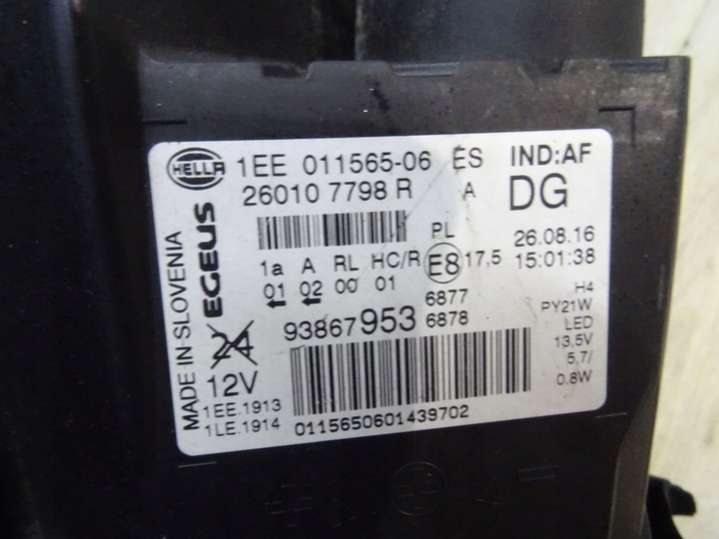 HELLA 1EE 011565-06 ES IND:AF
260107798R A DG
PL 26.08.16
1a A RL HC/R E8 17,5 15:01:38
01 02 00 01
6877 H4
93867953 6878 PY21W
LED
13,5V
5,7/
0.8W
MADE IN SLOVENIA
EGEUS
24
12V
1EE.1913
1LE.1914
0115650601439702